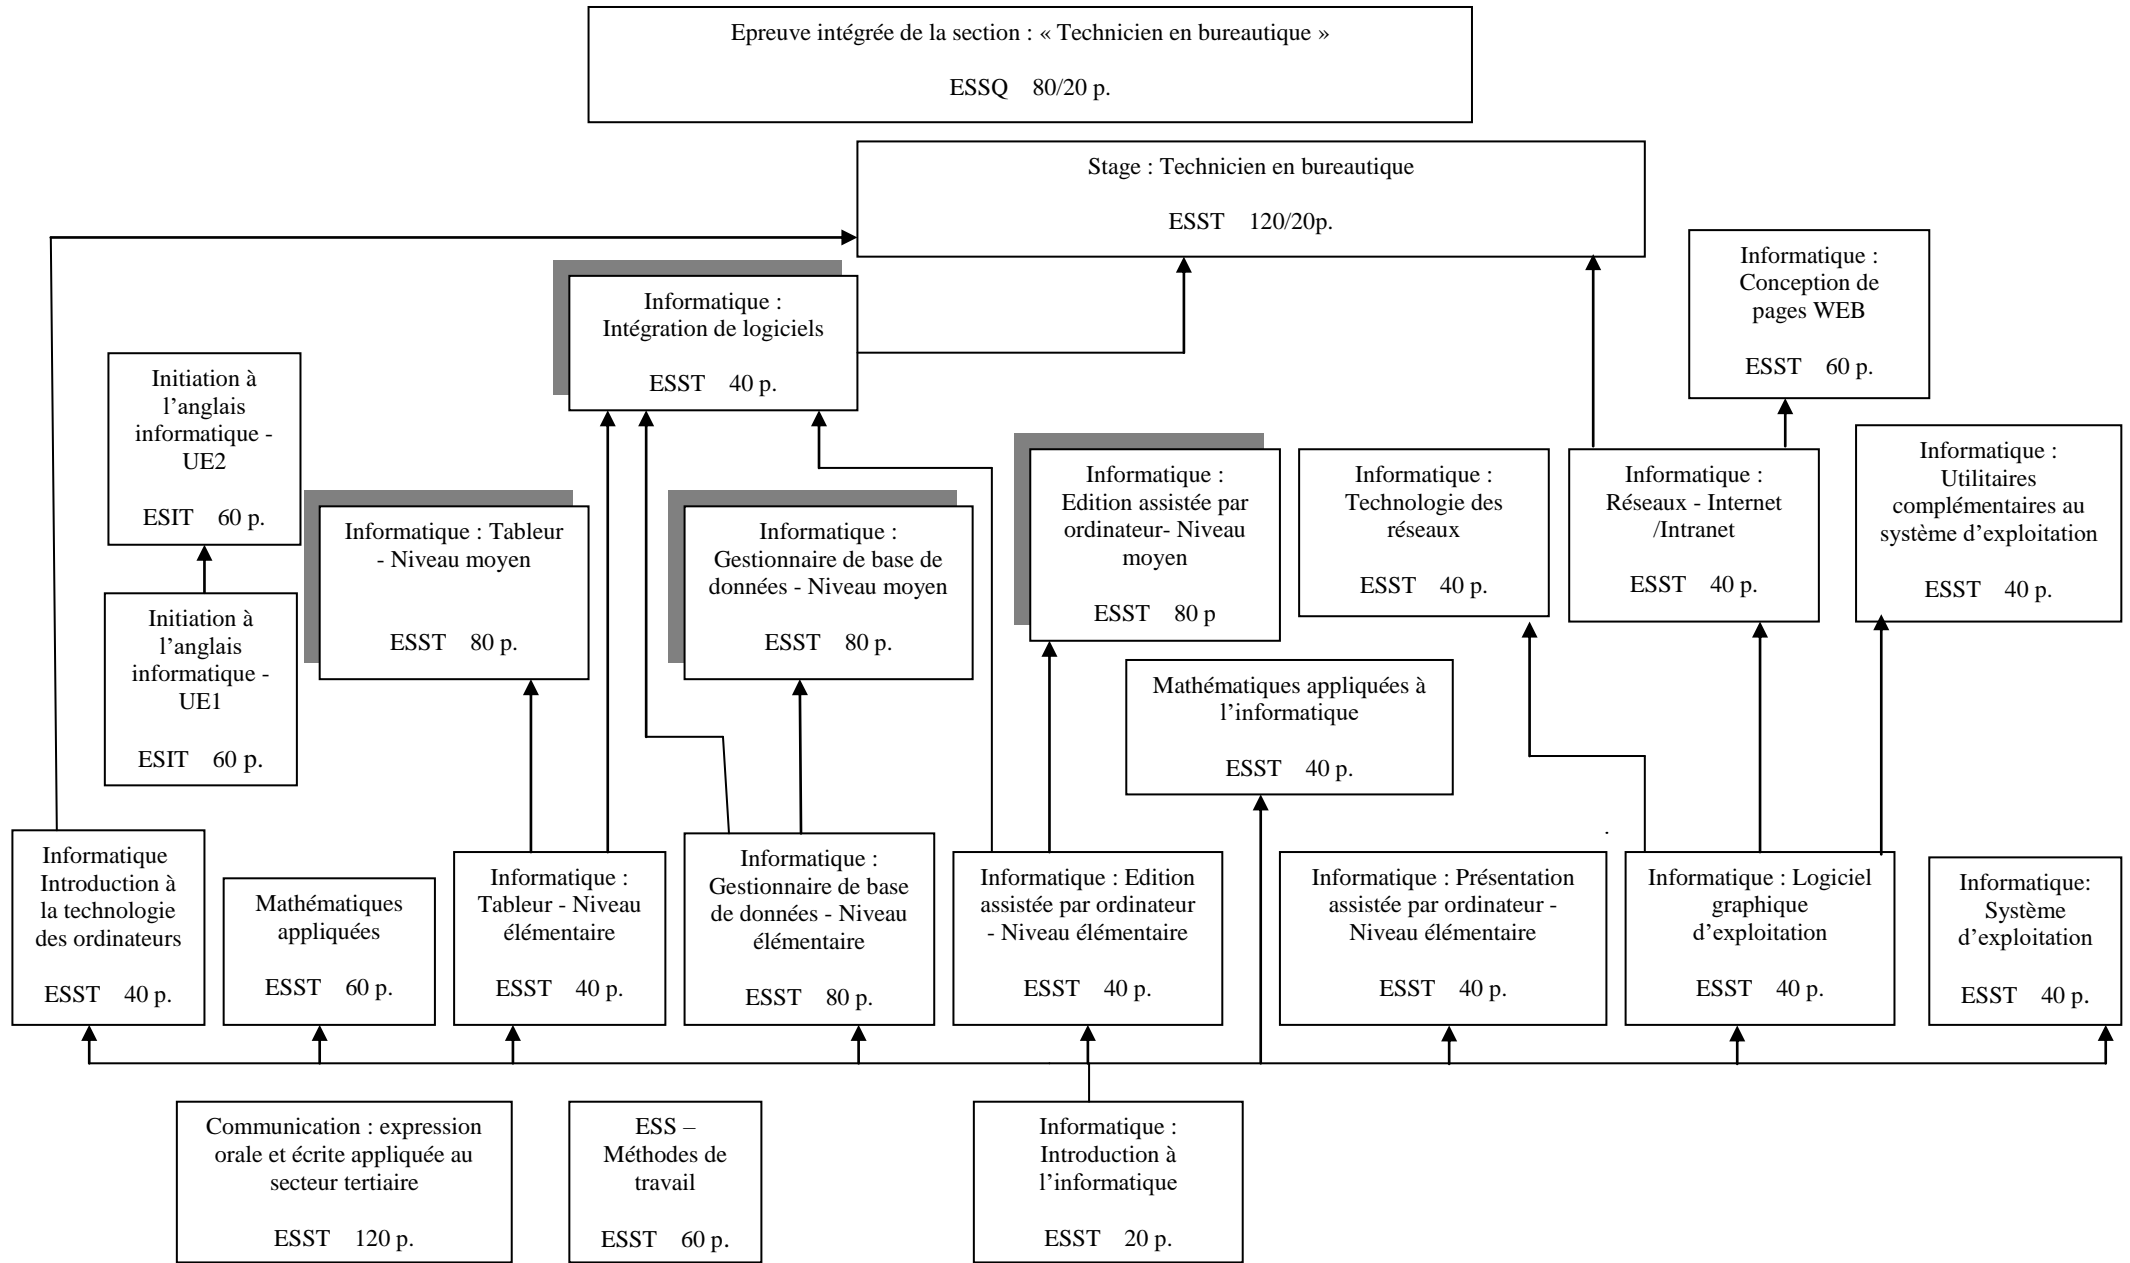 Epreuve intégrée de la section : « Technicien en bureautique »
ESSQ 80/20 p.
Stage : Technicien en bureautique
ESST 120/20p.
Informatique :
Conception de
pages WEB
ESST 60 p.
Informatique :
Intégration de logiciels
ESST 40 p.
Initiation à
l’anglais
informatique -
UE2
ESIT 60 p.
Informatique : Tableur
- Niveau moyen
ESST 80 p.
Informatique :
Gestionnaire de base de
données - Niveau moyen
ESST 80 p.
Informatique :
Edition assistée par
ordinateur- Niveau
moyen
ESST 80 p
Informatique :
Technologie des
réseaux
ESST 40 p.
Informatique :
Réseaux - Internet
/Intranet
ESST 40 p.
Informatique :
Utilitaires
complémentaires au
système d’exploitation
ESST 40 p.
Initiation à
l’anglais
informatique -
UE1
ESIT 60 p.
Mathématiques appliquées à
l’informatique
ESST 40 p.
.
Informatique
Introduction à
la technologie
des ordinateurs
ESST 40 p.
Mathématiques
appliquées
ESST 60 p.
Informatique :
Tableur - Niveau
élémentaire
ESST 40 p.
Informatique :
Gestionnaire de base
de données - Niveau
élémentaire
ESST 80 p.
Informatique : Edition
assistée par ordinateur
- Niveau élémentaire
ESST 40 p.
Informatique : Présentation
assistée par ordinateur -
Niveau élémentaire
ESST 40 p.
Informatique : Logiciel
graphique
d’exploitation
ESST 40 p.
Informatique:
Système
d’exploitation
ESST 40 p.
Communication : expression
orale et écrite appliquée au
secteur tertiaire
ESST 120 p.
ESS –
Méthodes de
travail
ESST 60 p.
Informatique :
Introduction à
l’informatique
ESST 20 p.